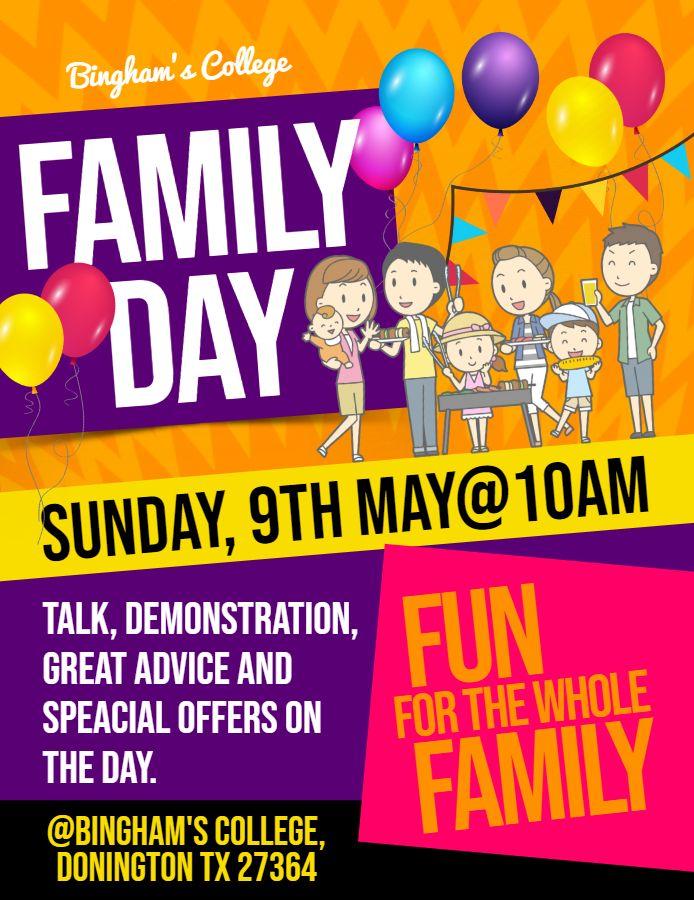 Bingham's College
FAMILY
DAY
SUNDAY, 9TH MAY@10AM
TALK, DEMONSTRATION,
GREAT ADVICE AND
SPEACIAL OFFERS ON
THE DAY.
FUN
FOR THE WHOLE
FAMILY
@BINGHAM'S COLLEGE,
DONINGTON TX 27364